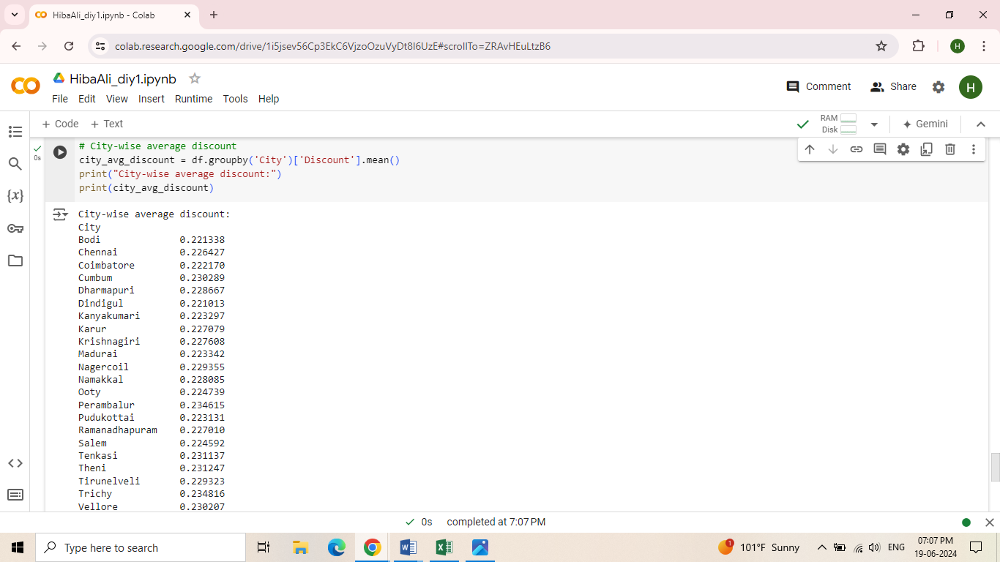 HibaAli_diy1.ipynb - Colab
colab.research.google.com/drive/1i5jsev56Cp3EkC6VjzoOzuVyDt8I6UzE#scrollTo=ZRAvHEuLtzB6
H
HibaAli_diy1.ipynb
Comment
Share
H
File Edit View Insert Runtime Tools Help
+ Code + Text
RAM
Disk
Gemini
0s
# City-wise average discount
city_avg_discount = df.groupby('City')['Discount'].mean()
print("City-wise average discount:")
print(city_avg_discount)
City-wise average discount:
City
Bodi 0.221338
Chennai 0.226427
Coimbatore 0.222170
Cumbum 0.230289
Dharmapuri 0.228667
Dindigul 0.221013
Kanyakumari 0.223297
Karur 0.227079
Krishnagiri 0.227608
Madurai 0.223342
Nagercoil 0.229355
Namakkal 0.228085
Ooty 0.224739
Perambalur 0.234615
Pudukottai 0.223131
Ramanadhapuram 0.227010
Salem 0.224592
Tenkasi 0.231137
Theni 0.231247
Tirunelveli 0.229323
Trichy 0.234816
Vellore 0.230207
0s completed at 7:07 PM
Type here to search
1
101°F Sunny
ENG
07:07 PM
19-06-2024